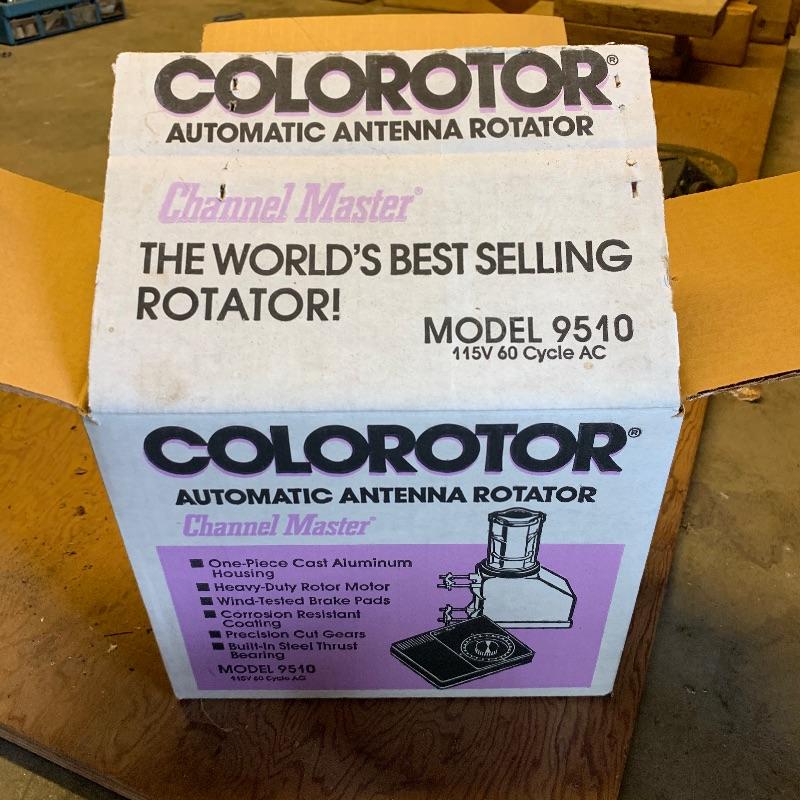 COLOROTOR®
AUTOMATIC ANTENNA ROTATOR
Channel Master®
THE WORLD'S BEST SELLING
ROTATOR!
MODEL 9510
115V 60 Cycle AC
COLOROTOR®
AUTOMATIC ANTENNA ROTATOR
Channel Master®
■ One-Piece Cast Aluminum
Housing
■ Heavy-Duty Rotor Motor
■ Wind-Tested Brake Pads
■ Corrosion Resistant
Coating
■ Precision Cut Gears
■ Built-In Steel Thrust
Bearing
MODEL 9510
115V 60 Cycle AC